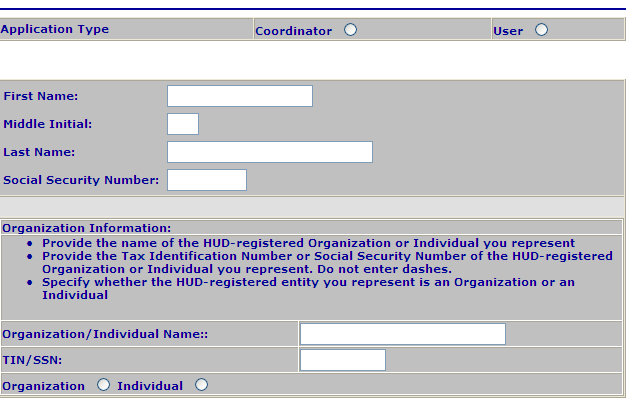 Application Type Coordinator User
First Name:
Middle Initial:
Last Name:
Social Security Number:
Organization Information:
• Provide the name of the HUD-registered Organization or Individual you represent
• Provide the Tax Identification Number or Social Security Number of the HUD-registered
Organization or Individual you represent. Do not enter dashes.
• Specify whether the HUD-registered entity you represent is an Organization or an
Individual
Organization/Individual Name::
TIN/SSN:
Organization Individual